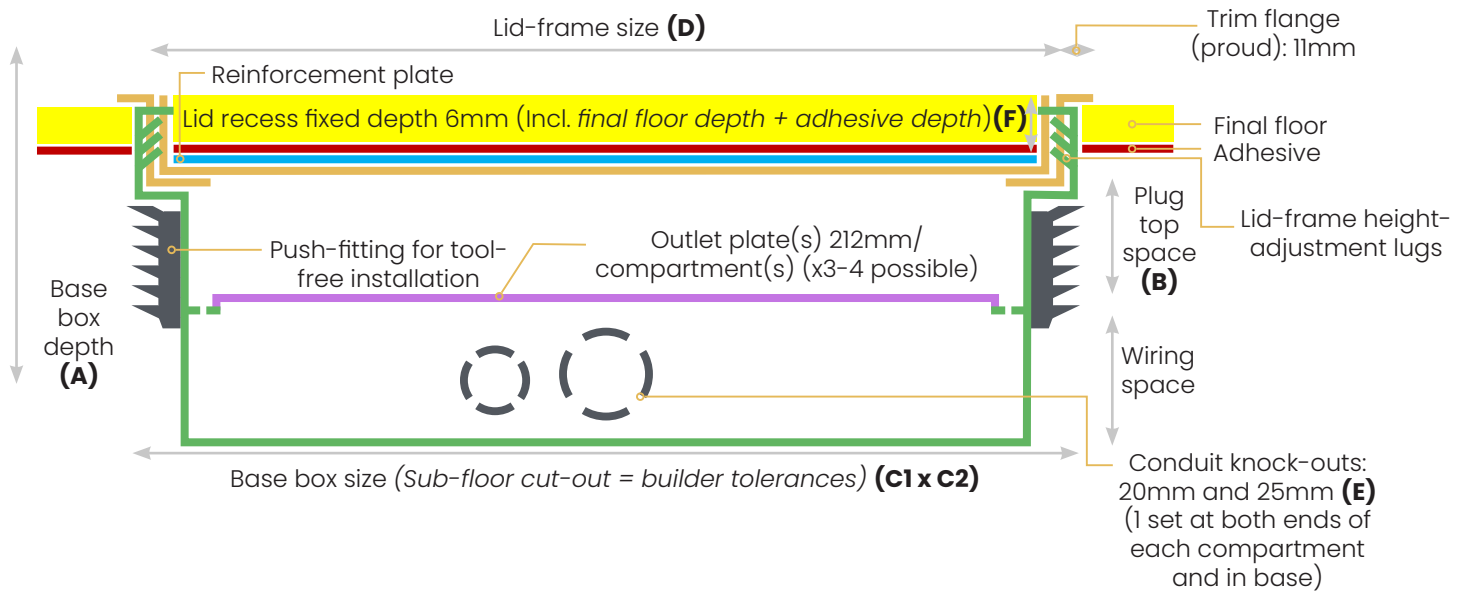 Lid-frame size (D)
Trim flange
(proud): 11mm
Reinforcement plate
Lid recess fixed depth 6mm (Incl. final floor depth + adhesive depth)(F)
Final floor
Adhesive
Plug
top
space
(B)
Lid-frame height-
adjustment lugs
Push-fitting for tool-
free installation
Outlet plate(s) 212mm/
compartment(s) (x3-4 possible)
Base
box
depth
(A)
Wiring
space
Base box size (Sub-floor cut-out = builder tolerances) (C1 x C2)
Conduit knock-outs:
20mm and 25mm (E)
(1 set at both ends of
each compartment
and in base)